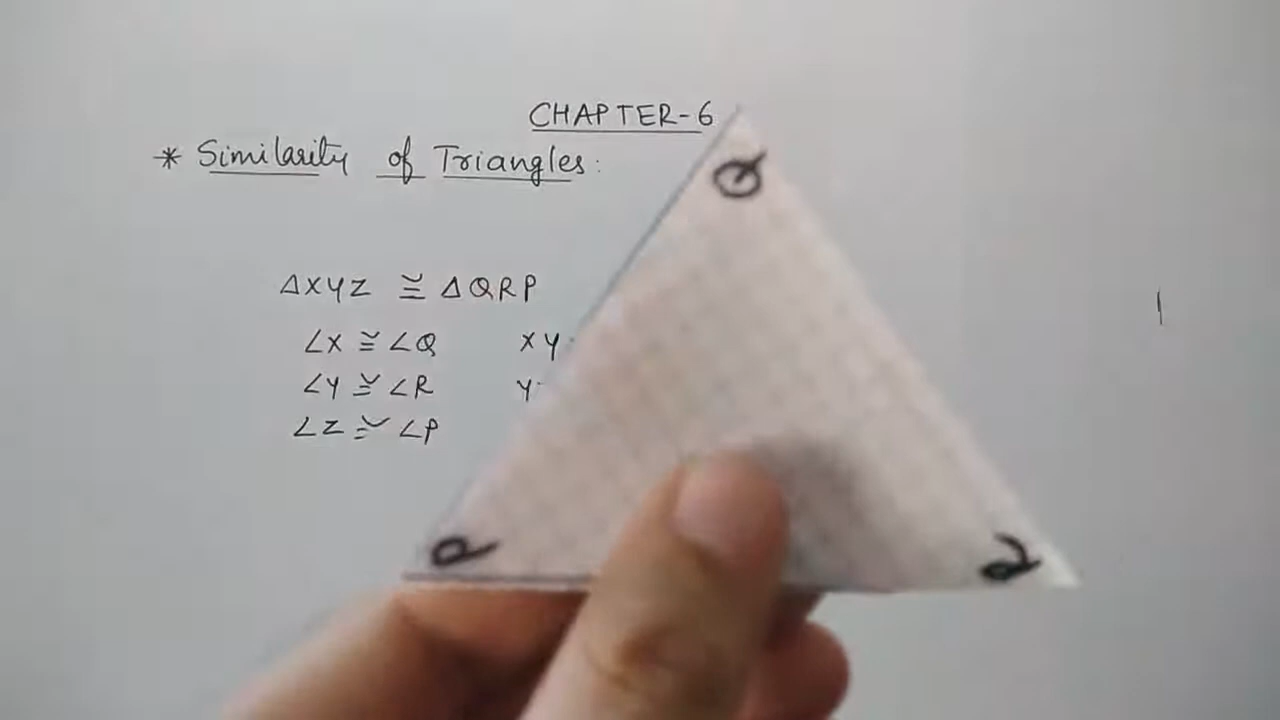 CHAPTER-6
* Similarity of Triangles:
ΔXYZ ≅ ΔQRP
∠X ≅ ∠Q XY
∠Y ≅ ∠R Y
∠Z ≅ ∠P
Q